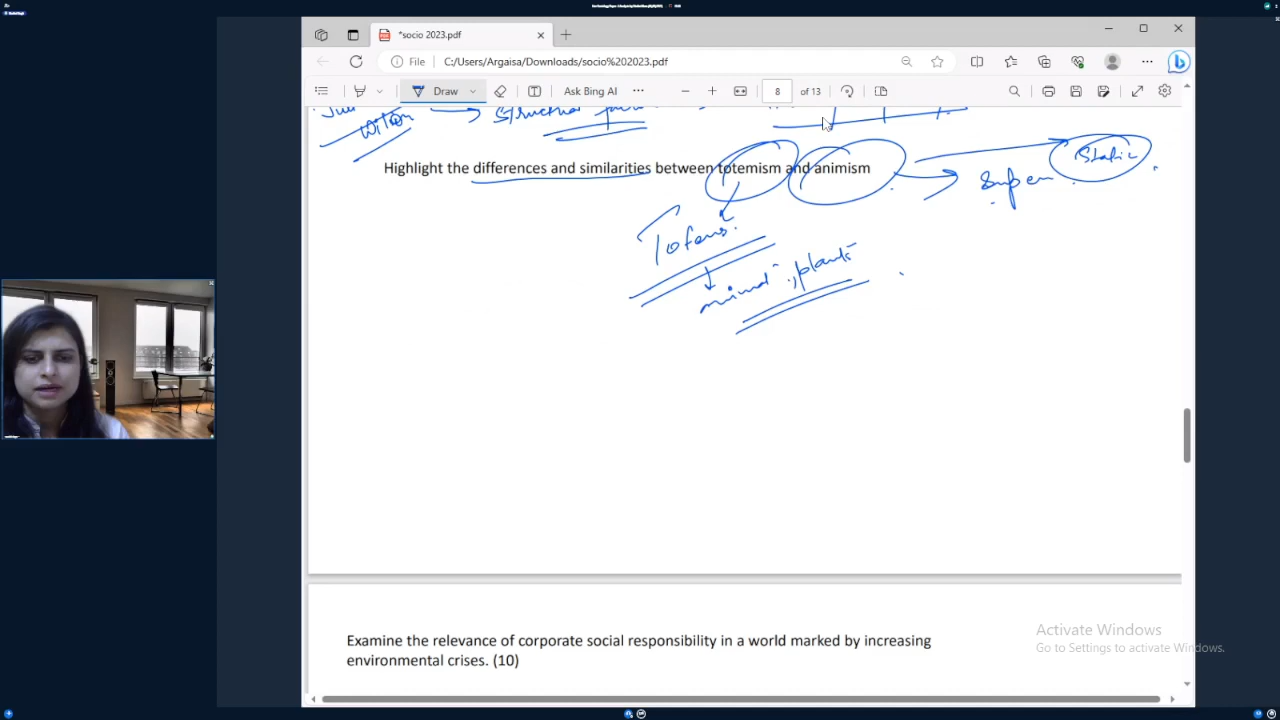 *socio 2023.pdf
File C:/Users/Argaisa/Downloads/socio%202023.pdf
Draw Ask Bing AI 8 of 13
Highlight the differences and similarities between totemism and animism
Static
Super
Totems.
animal, plants
Examine the relevance of corporate social responsibility in a world marked by increasing
environmental crises. (10)
Activate Windows
Go to Settings to activate Windows.